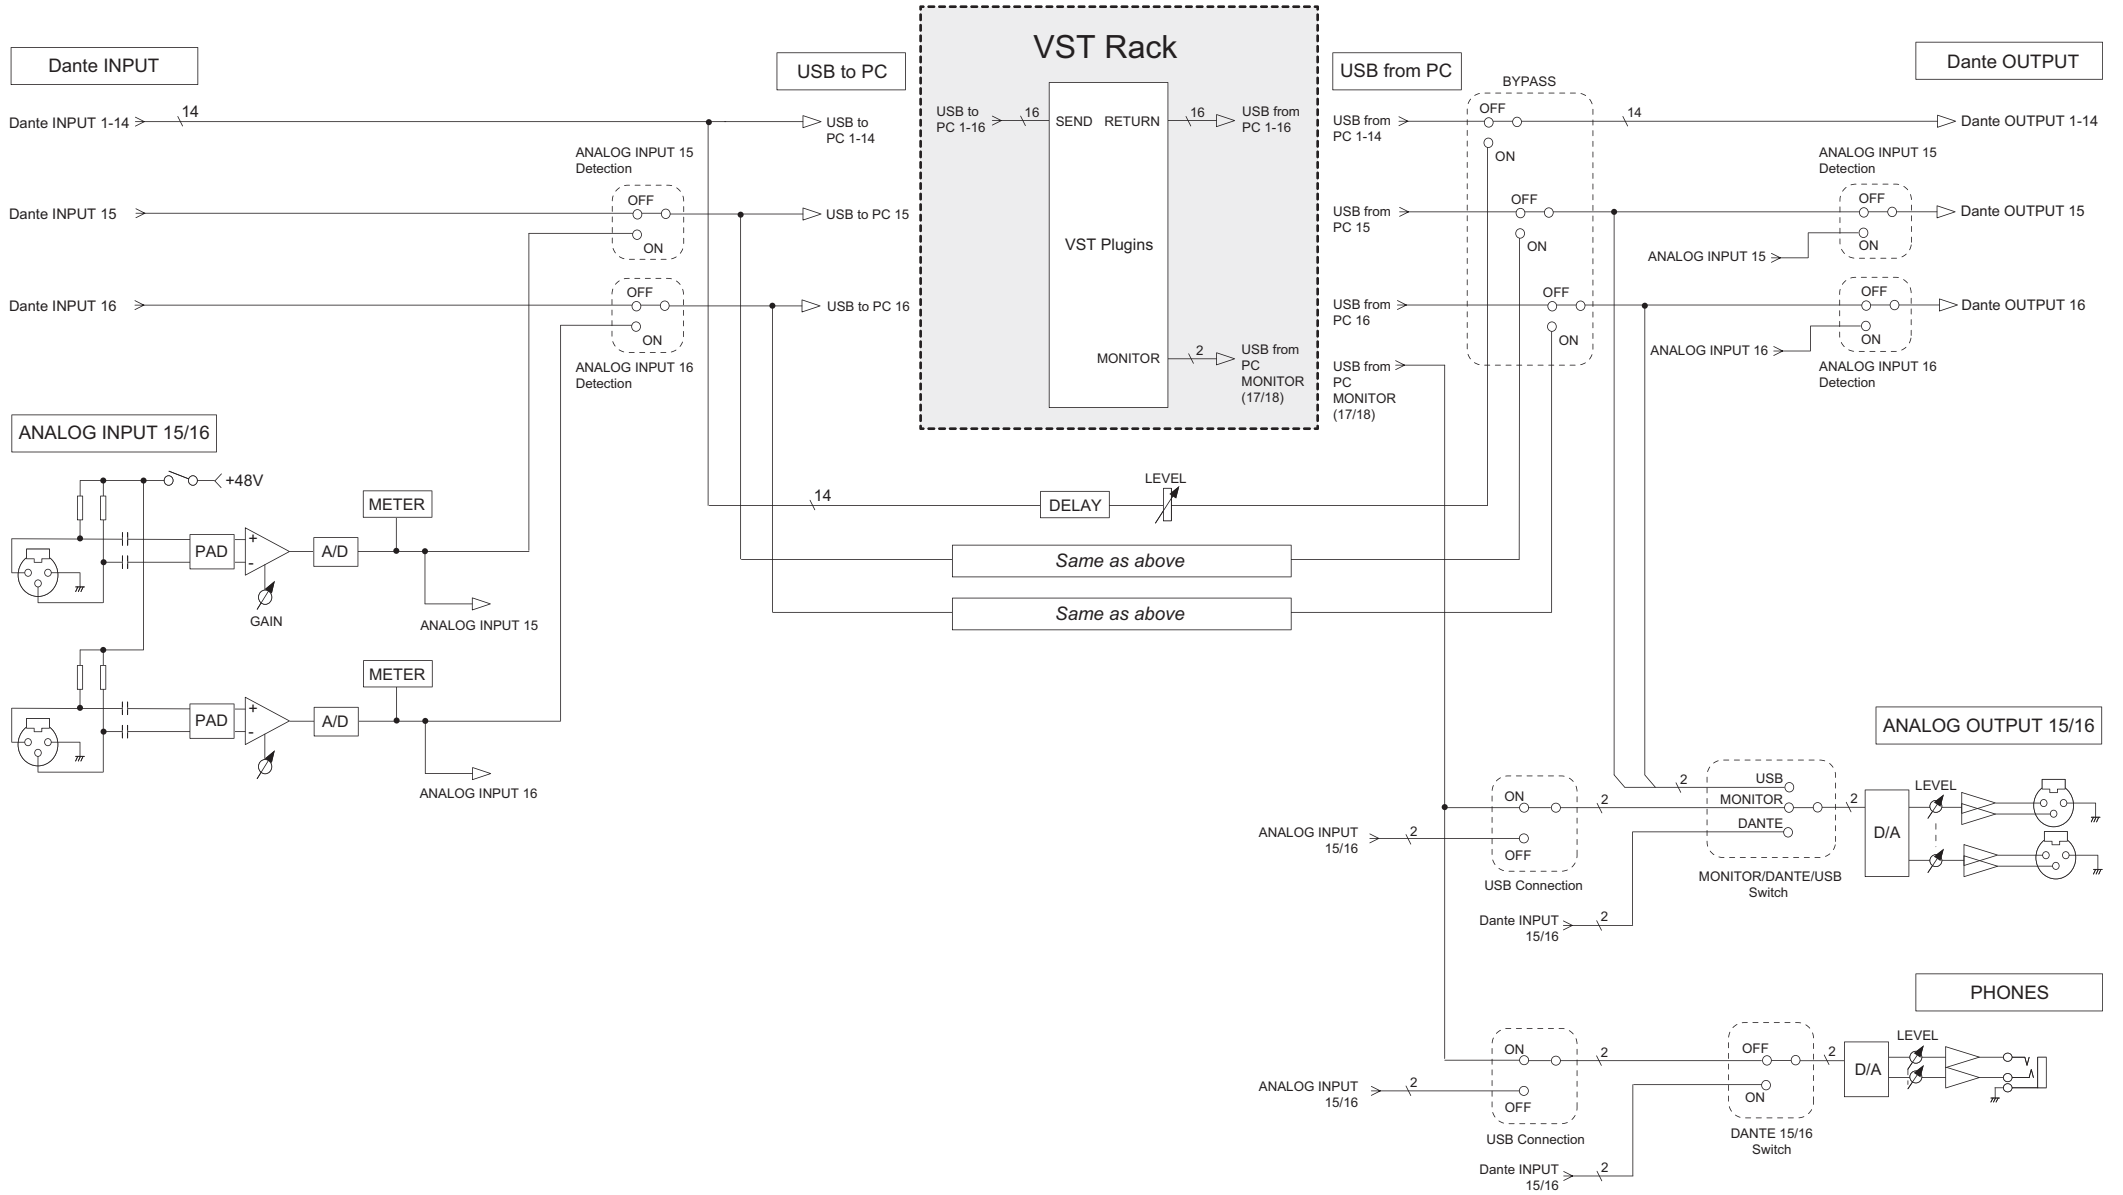 VST Rack
Dante INPUT
USB to PC
USB from PC
Dante OUTPUT
BYPASS
Dante INPUT 1-14
14
USB to
PC 1-14
USB to
PC 1-16
16
SEND
RETURN
16
USB from
PC 1-16
USB from
PC 1-14
OFF
ON
14
Dante OUTPUT 1-14
ANALOG INPUT 15
Detection
OFF
ON
ANALOG INPUT 15
Detection
Dante INPUT 15
USB to PC 15
VST Plugins
USB from
PC 15
OFF
ON
OFF
ON
Dante OUTPUT 15
ANALOG INPUT 15
Dante INPUT 16
OFF
ON
USB to PC 16
USB from
PC 16
OFF
ON
OFF
ON
Dante OUTPUT 16
ANALOG INPUT 16
ANALOG INPUT 16
Detection
MONITOR
2
USB from
PC
MONITOR
(17/18)
USB from
PC
MONITOR
(17/18)
ANALOG INPUT 16
Detection
ANALOG INPUT 15/16
+48V
METER
PAD
+
-
A/D
GAIN
ANALOG INPUT 15
14
DELAY
LEVEL
Same as above
Same as above
METER
PAD
+
-
A/D
ANALOG INPUT 16
ANALOG OUTPUT 15/16
ANALOG INPUT
15/16
2
ON
OFF
USB Connection
2
2
USB
MONITOR
DANTE
MONITOR/DANTE/USB
Switch
2
D/A
LEVEL
Dante INPUT
15/16
2
PHONES
ANALOG INPUT
15/16
2
ON
OFF
USB Connection
2
OFF
ON
DANTE 15/16
Switch
2
D/A
LEVEL
Dante INPUT
15/16
2